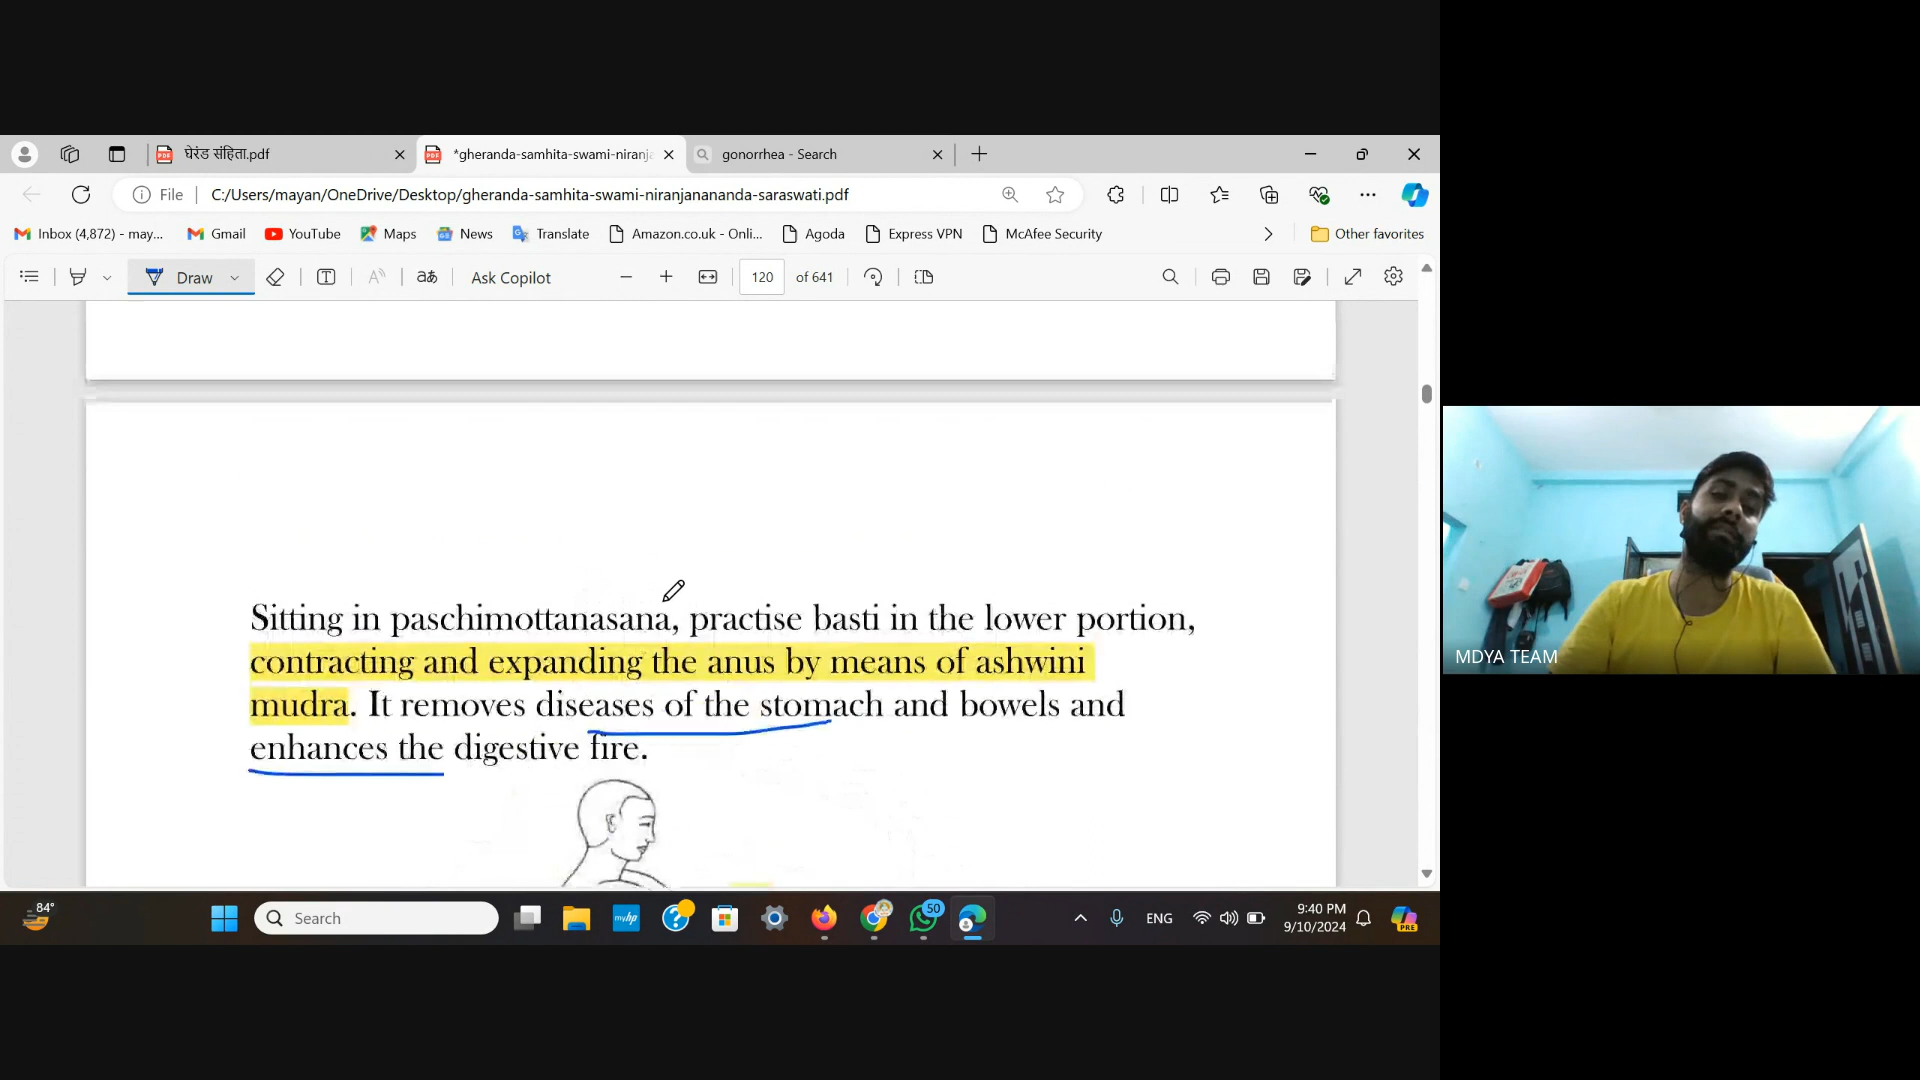 घेरंड संहिता.pdf
*gheranda-samhita-swami-niranja
gonorrhea - Search
File
C:/Users/mayan/OneDrive/Desktop/gheranda-samhita-swami-niranjanananda-saraswati.pdf
Inbox (4,872) - may...
Gmail
YouTube
Maps
News
Translate
Amazon.co.uk - Onli...
Agoda
Express VPN
McAfee Security
Other favorites
Draw
Ask Copilot
120 of 641
Sitting in paschimottanasana, practise basti in the lower portion,
contracting and expanding the anus by means of ashwini
mudra. It removes diseases of the stomach and bowels and
enhances the digestive fire.
MDYA TEAM
84°
Search
myhp
50
ENG
9:40 PM
9/10/2024
PRE